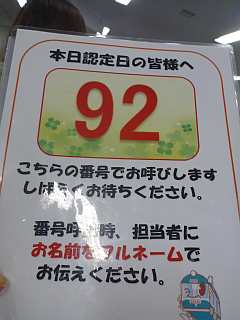 本日認定日の皆様へ
92
こちらの番号でお呼びします
しばらくお待ちください。
番号呼出時、担当者に
お名前をフルネームで
お伝えください。